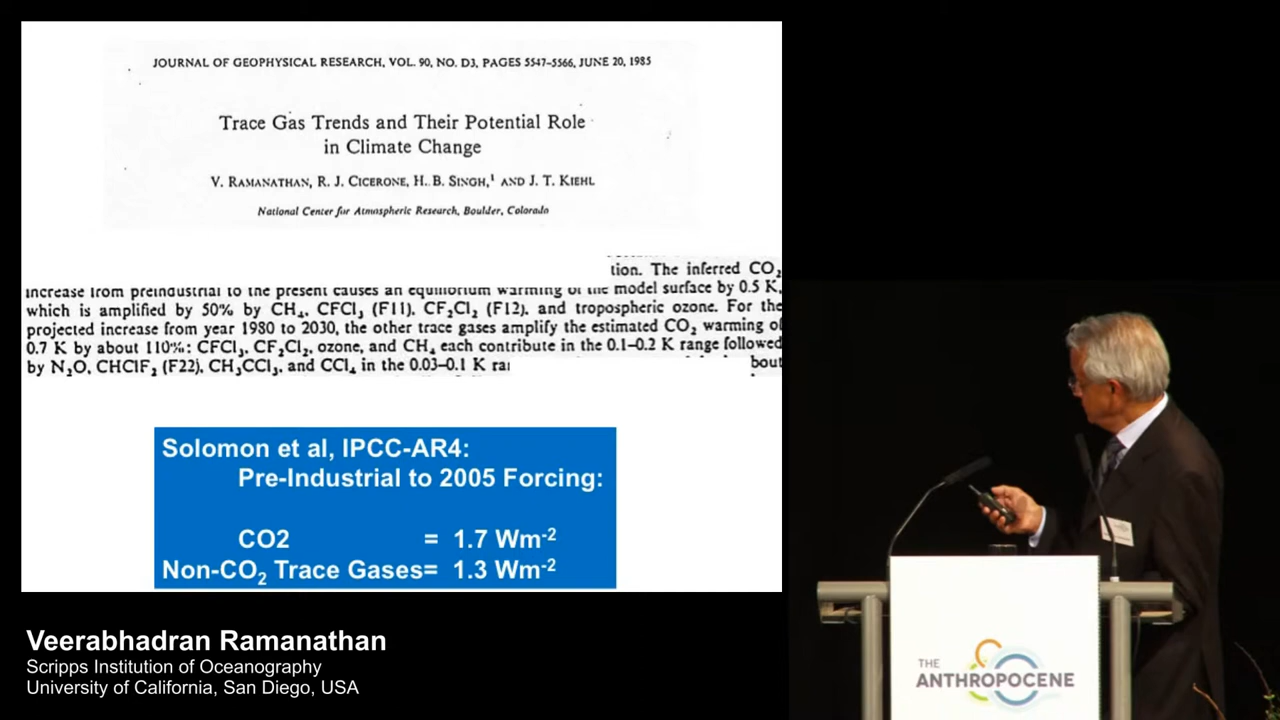 JOURNAL OF GEOPHYSICAL RESEARCH, VOL. 90, NO. D3, PAGES 5547-5566, JUNE 20, 1985
Trace Gas Trends and Their Potential Role
in Climate Change
V. RAMANATHAN, R. J. CICERONE, H. B. SINGH,¹ AND J. T. KIEHL
National Center for Atmospheric Research, Boulder, Colorado
tion. The inferred CO₂
increase from preindustrial to the present causes an equilibrium warming of the model surface by 0.5 K,
which is amplified by 50% by CH₄, CFCl₃ (F11), CF₂Cl₂ (F12), and tropospheric ozone. For the
projected increase from year 1980 to 2030, the other trace gases amplify the estimated CO₂ warming of
0.7 K by about 110%: CFCl₃, CF₂Cl₂, ozone, and CH₄ each contribute in the 0.1–0.2 K range followed
by N₂O, CHClF₂ (F22), CH₃CCl₃, and CCl₄ in the 0.03–0.1 K ra
bout
Solomon et al, IPCC-AR4:
Pre-Industrial to 2005 Forcing:
CO2 = 1.7 Wm⁻²
Non-CO₂ Trace Gases= 1.3 Wm⁻²
Veerabhadran Ramanathan
Scripps Institution of Oceanography
University of California, San Diego, USA
THE
ANTHROPOCENE